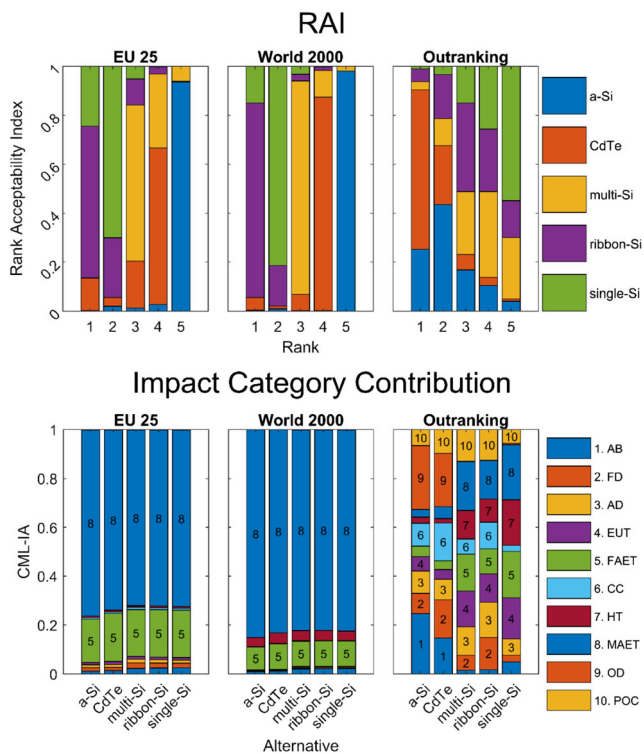 RAI
EU 25
World 2000
Outranking
Rank Acceptability Index
1
0.8
0.6
0.4
0.2
0
1 2 3 4 5
1 2 3 4 5
1 2 3 4 5
Rank
a-Si
CdTe
multi-Si
ribbon-Si
single-Si
Impact Category Contribution
EU 25
World 2000
Outranking
CML-IA
1
0.8
0.6
0.4
0.2
0
8 8 8 8 8
5 5 5 5 5
8 8 8 8 8
5 5 5 5 5
10 9 6 4 3 2 1
10 9 6 3 2 1
10 8 7 6 5 4 3 2
10 8 7 6 5 4 3 2
10 8 7 5 4 3
a-Si CdTe multi-Si ribbon-Si single-Si
a-Si CdTe multi-Si ribbon-Si single-Si
a-Si CdTe multi-Si ribbon-Si single-Si
Alternative
1. AB
2. FD
3. AD
4. EUT
5. FAET
6. CC
7. HT
8. MAET
9. OD
10. POC